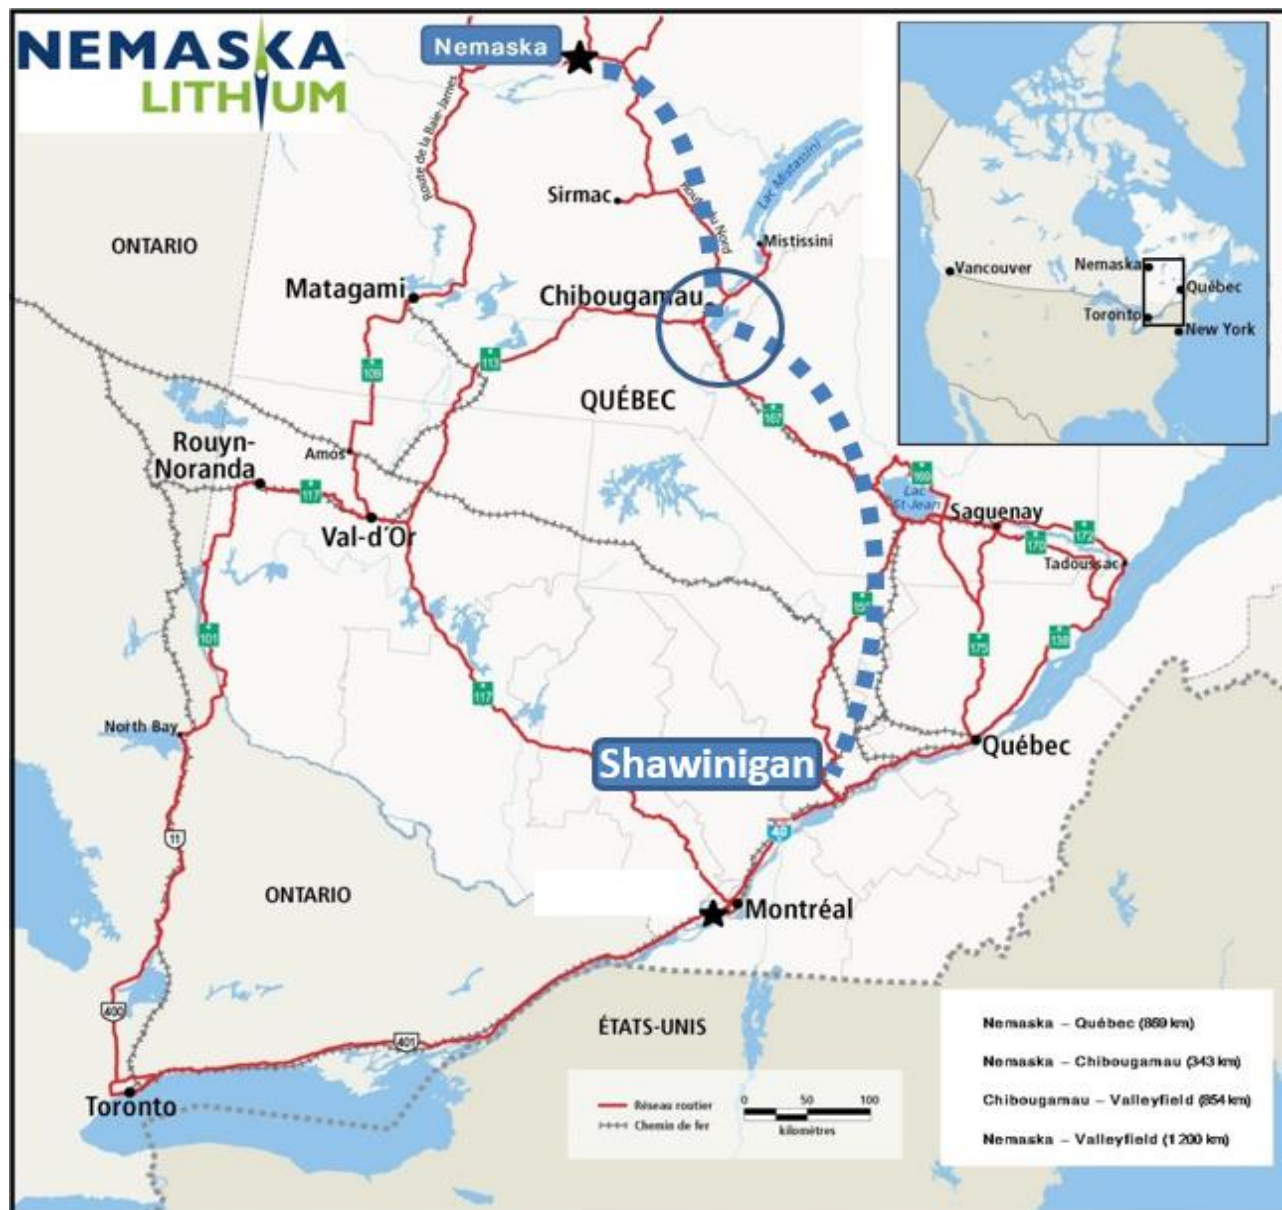 NEMASKA
LITHIUM
Nemaska
Route de la Baie-James
Lac Mistassini
Sirmac
Route du Nord
Mistissini
ONTARIO
Matagami
Chibougamau
113
109
QUÉBEC
167
Rouyn-
Noranda
Amos
117
Val-d'Or
169
Lac
St-Jean
Saguenay
172
170
Tadoussac
101
155
175
138
117
North Bay
Shawinigan
Québec
40
11
ONTARIO
Montréal
400
401
ÉTATS-UNIS
Toronto
Vancouver
Nemaska
Québec
Toronto
New York
Réseau routier
Chemin de fer
0 50 100
kilomètres
Nemaska – Québec (859 km)
Nemaska – Chibougamau (343 km)
Chibougamau – Valleyfield (854 km)
Nemaska – Valleyfield (1 200 km)